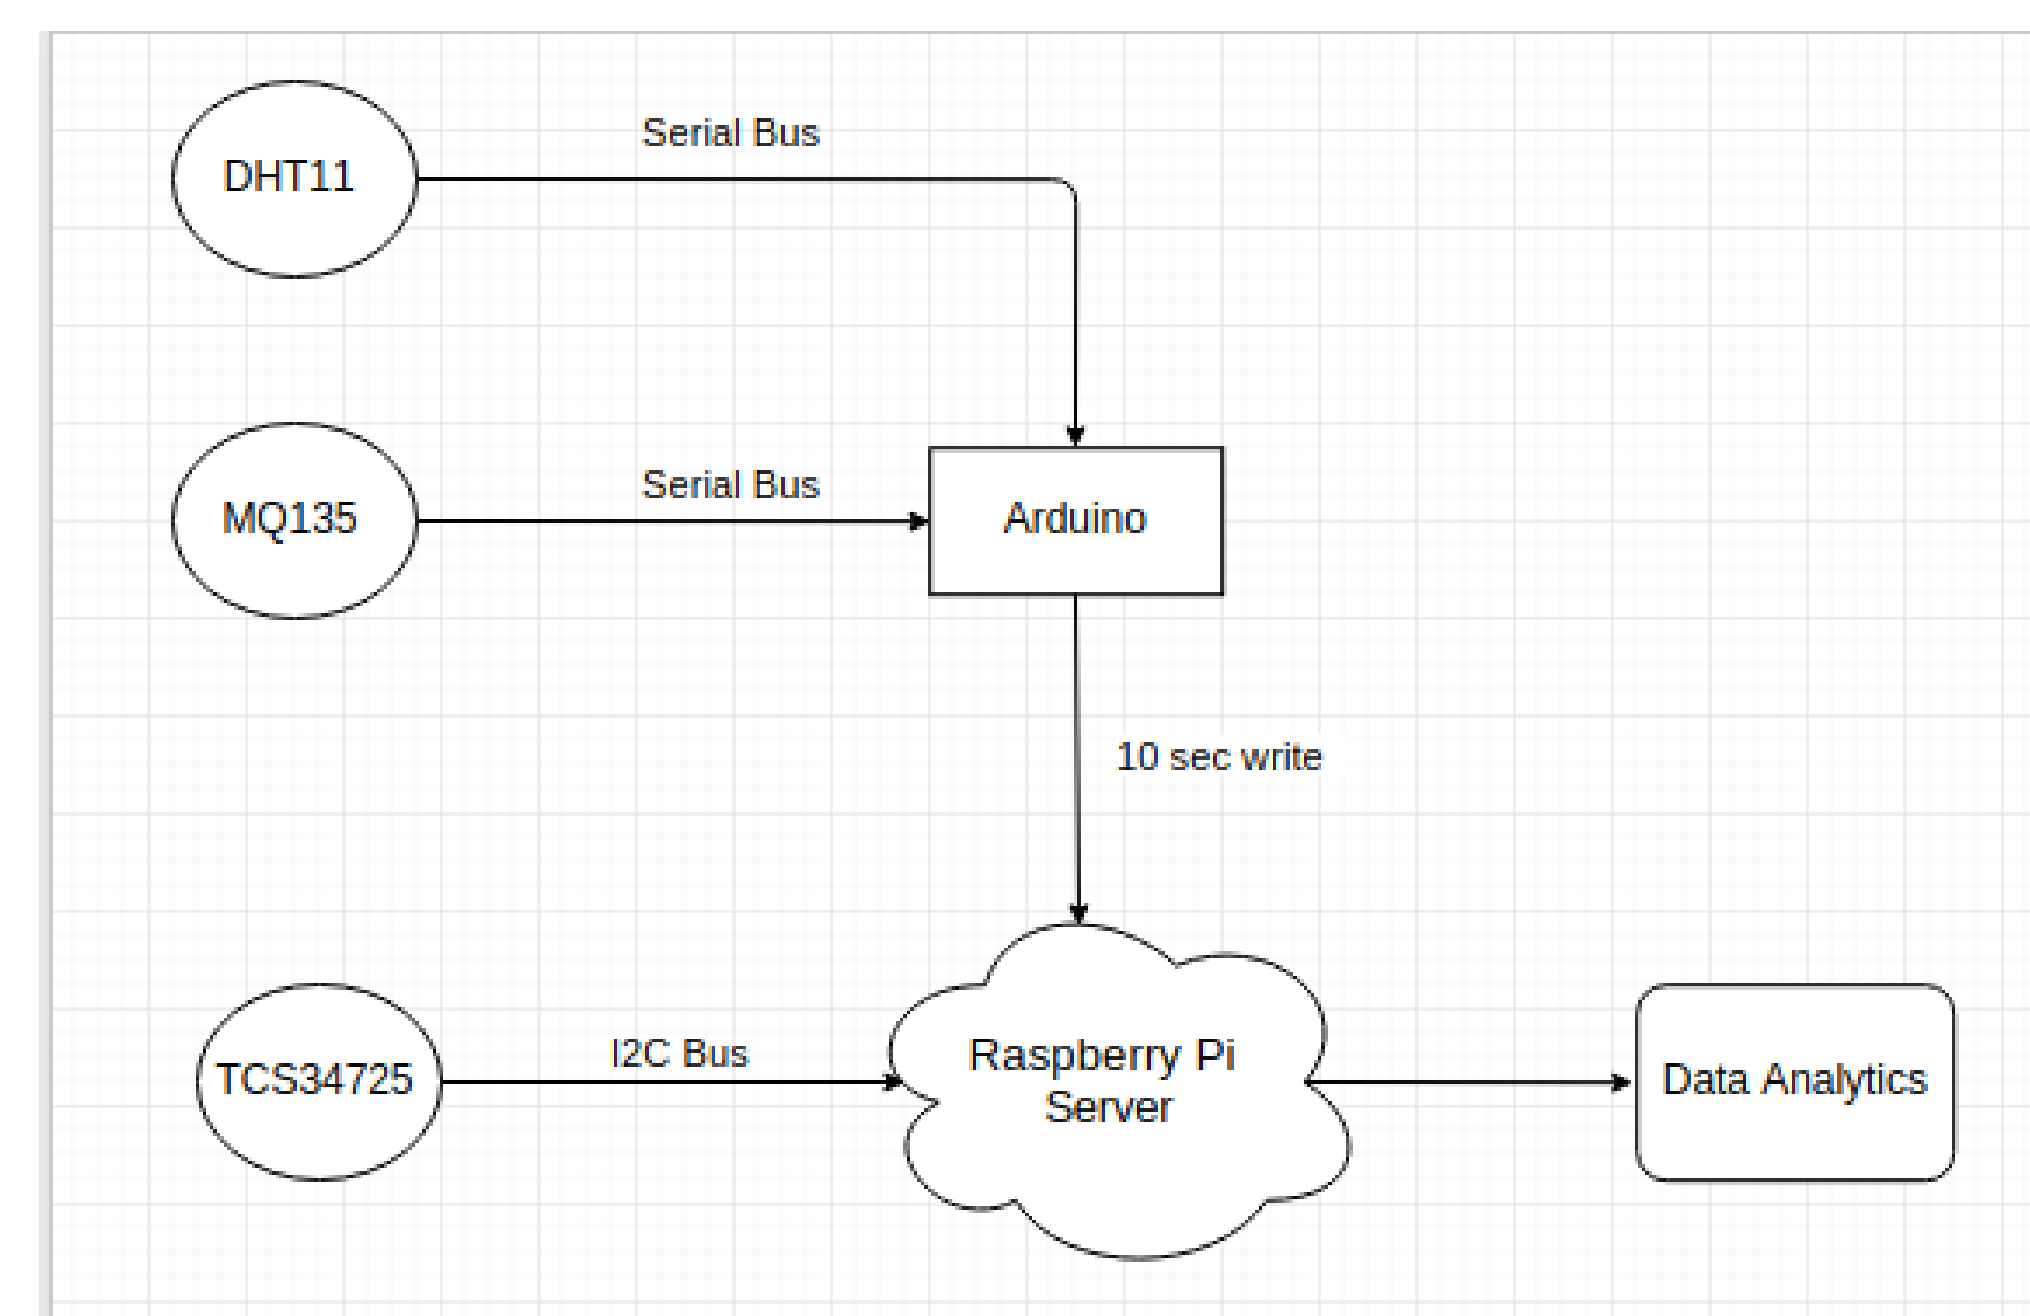 Serial Bus
DHT11
Serial Bus
MQ135
Arduino
10 sec write
I2C Bus
TCS34725
Raspberry Pi
Server
Data Analytics